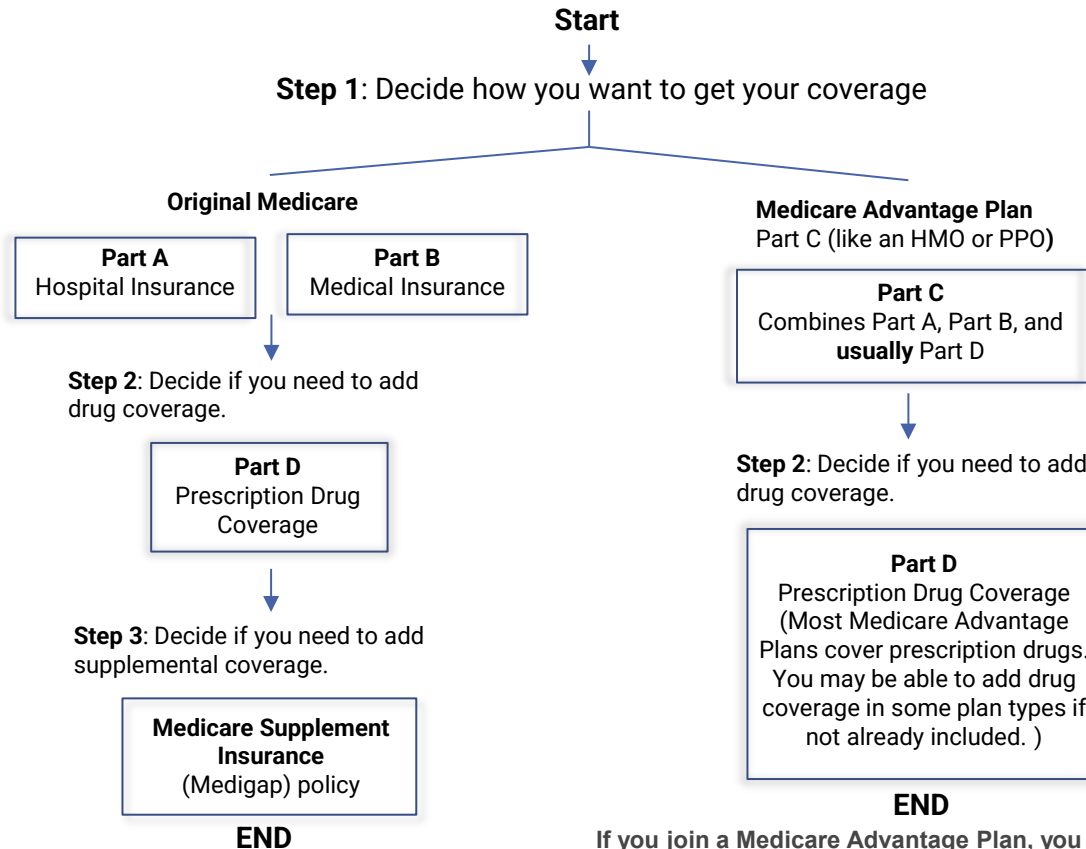 Start
Step 1: Decide how you want to get your coverage
Original Medicare
Part A
Hospital Insurance
Part B
Medical Insurance
Step 2: Decide if you need to add
drug coverage.
Part D
Prescription Drug
Coverage
Step 3: Decide if you need to add
supplemental coverage.
Medicare Supplement
Insurance
(Medigap) policy
END
Medicare Advantage Plan
Part C (like an HMO or PPO)
Part C
Combines Part A, Part B, and
usually Part D
Step 2: Decide if you need to add
drug coverage.
Part D
Prescription Drug Coverage
(Most Medicare Advantage
Plans cover prescription drugs.
You may be able to add drug
coverage in some plan types if
not already included. )
END
If you join a Medicare Advantage Plan, you